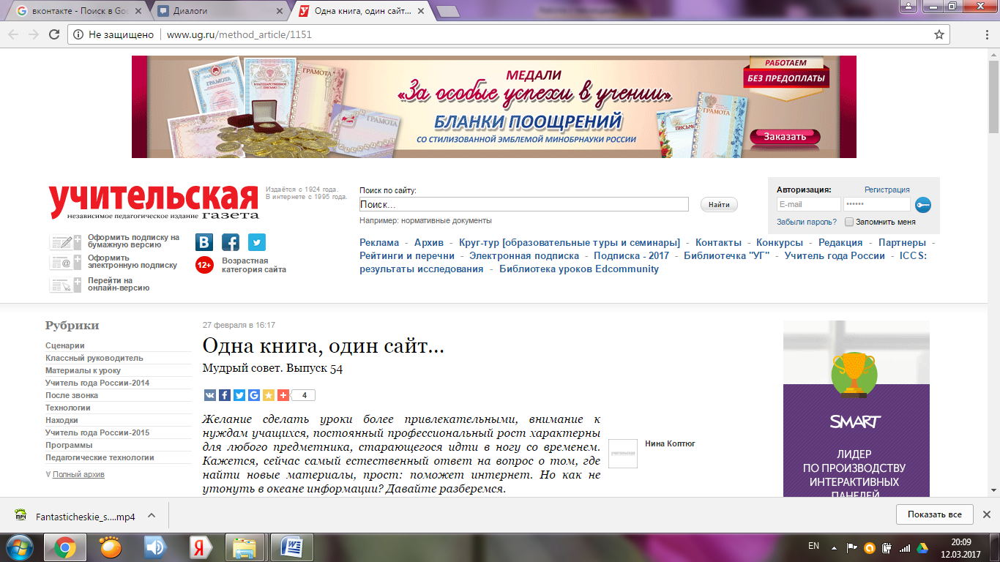 вконтакте - Поиск в Goo
Диалоги
Одна книга, один сайт...
Не защищено
www.ug.ru/method_article/1151
ГРАМОТА
БЛАГОДАРСТВЕННОЕ ПИСЬМО
ГРАМОТА
ГРАМОТА
МЕДАЛИ
«За особые успехи в учении»
БЛАНКИ ПООЩРЕНИЙ
СО СТИЛИЗОВАННОЙ ЭМБЛЕМОЙ МИНОБРНАУКИ РОССИИ
ПИСЬМО
ГРАМОТА
РАБОТАЕМ
БЕЗ ПРЕДОПЛАТЫ
Заказать
учительская
независимое педагогическое издание газета
Издаётся с 1924 года.
В интернете с 1995 года.
Оформить подписку на
бумажную версию
Оформить
электронную подписку
Перейти на
онлайн-версию
12+
Возрастная
категория сайта
Поиск по сайту:
Поиск...
Найти
Например: нормативные документы
Авторизация:
Регистрация
E-mail
••••••
Забыли пароль?
Запомнить меня
Реклама - Архив - Круг-тур [образовательные туры и семинары] - Контакты - Конкурсы - Редакция - Партнеры -
Рейтинги и перечни - Электронная подписка - Подписка - 2017 - Библиотечка "УГ" - Учитель года России - ICCS:
результаты исследования - Библиотека уроков Edcommunity
Рубрики
Сценарии
Классный руководитель
Материалы к уроку
Учитель года России-2014
После звонка
Технологии
Находки
Учитель года России-2015
Программы
Педагогические технологии
∀ Полный архив
27 февраля в 16:17
Одна книга, один сайт...
Мудрый совет. Выпуск 54
4
Желание сделать уроки более привлекательными, внимание к
нуждам учащихся, постоянный профессиональный рост характерны
для любого предметника, старающегося идти в ногу со временем.
Кажется, сейчас самый естественный ответ на вопрос о том, где
найти новые материалы, прост: поможет интернет. Но как не
утонуть в океане информации? Давайте разберемся.
УЧИТЕЛЬСКАЯ
Нина Коптюг
SMART
ЛИДЕР
ПО ПРОИЗВОДСТВУ
ИНТЕРАКТИВНЫХ
ПАНЕЛЕЙ
Fantasticheskie_s....mp4
Показать все
EN
20:09
12.03.2017